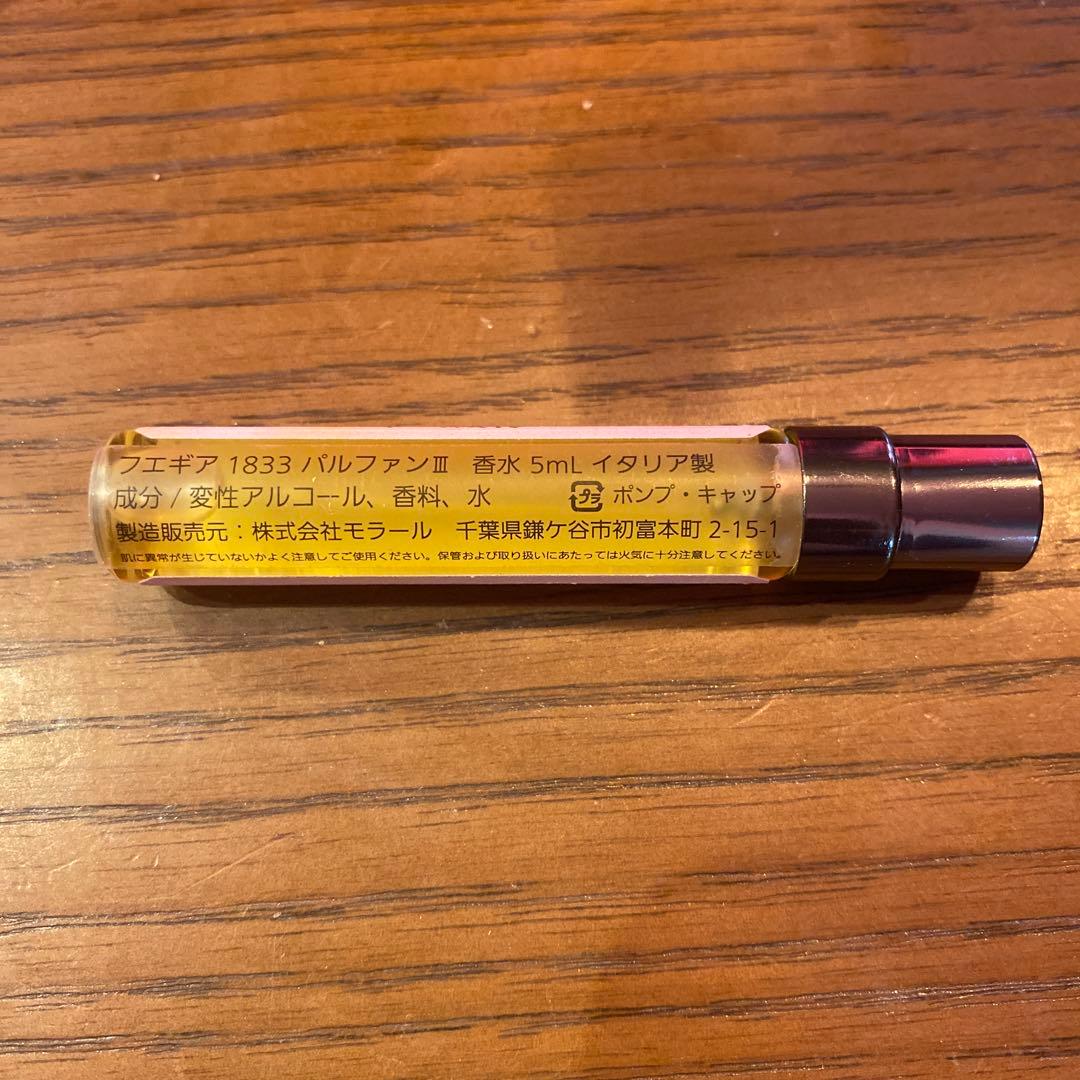 フエギア 1833 パルファンⅢ 香水 5mL イタリア製
成分 / 変性アルコール、香料、水 プラ ポンプ・キャップ
製造販売元：株式会社モラール 千葉県鎌ケ谷市初富本町 2-15-1
肌に異常が生じていないかよく注意してご使用ください。保管および取り扱いにあたっては火気に十分注意してください。